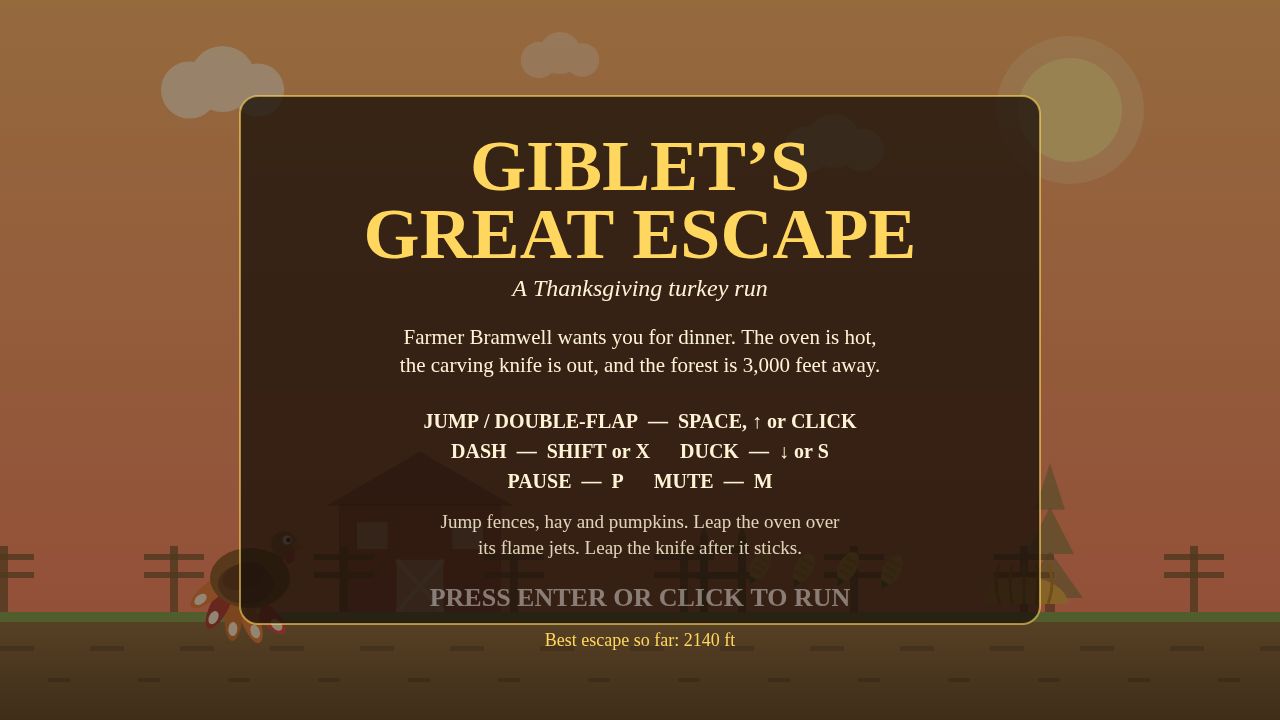 GIBLET’S
GREAT ESCAPE
A Thanksgiving turkey run
Farmer Bramwell wants you for dinner. The oven is hot,
the carving knife is out, and the forest is 3,000 feet away.
JUMP / DOUBLE-FLAP — SPACE, ↑ or CLICK
DASH — SHIFT or X DUCK — ↓ or S
PAUSE — P MUTE — M
Jump fences, hay and pumpkins. Leap the oven over
its flame jets. Leap the knife after it sticks.
PRESS ENTER OR CLICK TO RUN
Best escape so far: 2140 ft